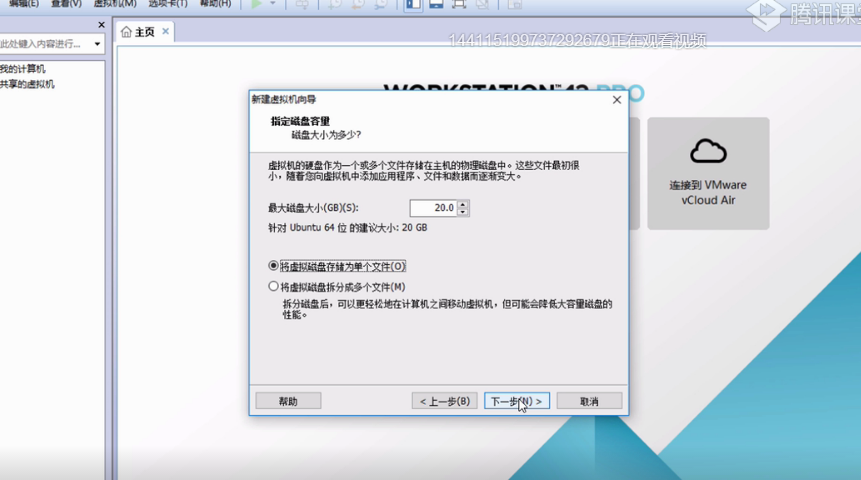 编辑(E) 查看(V) 虚拟机(M) 选项卡(T) 帮助(H)
腾讯课堂
此处键入内容进行...
主页
144115199737292679正在观看视频
我的计算机
共享的虚拟机
WORKSTATION™ 12 PRO
新建虚拟机向导
指定磁盘容量
磁盘大小为多少?
虚拟机的硬盘作为一个或多个文件存储在主机的物理磁盘中。这些文件最初很
小，随着您向虚拟机中添加应用程序、文件和数据而逐渐变大。
连接到 VMware
vCloud Air
最大磁盘大小(GB)(S): 20.0
针对 Ubuntu 64 位 的建议大小: 20 GB
将虚拟磁盘存储为单个文件(O)
将虚拟磁盘拆分成多个文件(M)
拆分磁盘后，可以更轻松地在计算机之间移动虚拟机，但可能会降低大容量磁盘的
性能。
帮助 < 上一步(B) 下一步(N) > 取消